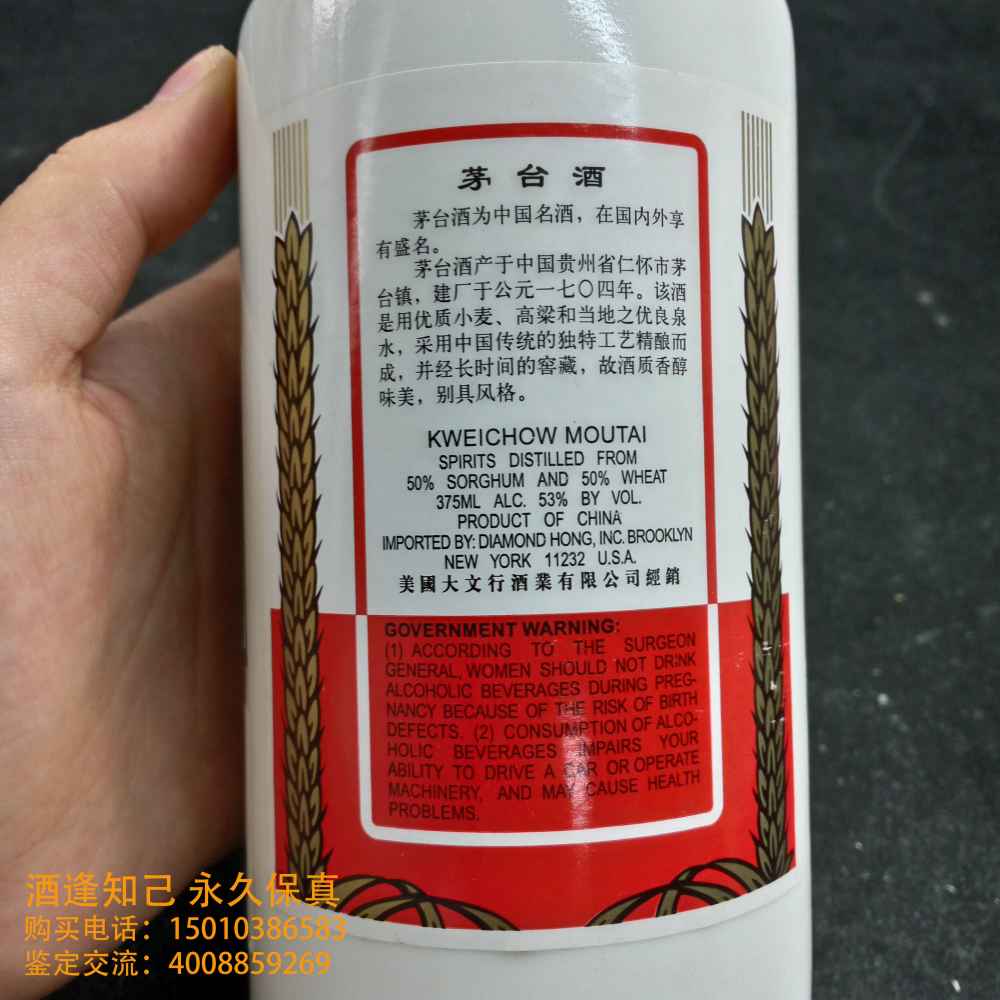 茅台酒
茅台酒为中国名酒，在国内外享
有盛名。
茅台酒产于中国贵州省仁怀市茅
台镇，建厂于公元一七〇四年。该酒
是用优质小麦、高粱和当地之优良泉
水，采用中国传统的独特工艺精酿而
成，并经长时间的窖藏，故酒质香醇
味美，别具风格。
KWEICHOW MOUTAI
SPIRITS DISTILLED FROM
50% SORGHUM AND 50% WHEAT
375ML ALC. 53% BY VOL.
PRODUCT OF CHINA
IMPORTED BY: DIAMOND HONG, INC. BROOKLYN
NEW YORK 11232 U.S.A.
美國大文行酒業有限公司經銷
GOVERNMENT WARNING:
(1) ACCORDING TO THE SURGEON
GENERAL, WOMEN SHOULD NOT DRINK
ALCOHOLIC BEVERAGES DURING PREG-
NANCY BECAUSE OF THE RISK OF BIRTH
DEFECTS. (2) CONSUMPTION OF ALCO-
HOLIC BEVERAGES IMPAIRS YOUR
ABILITY TO DRIVE A CAR OR OPERATE
MACHINERY, AND MAY CAUSE HEALTH
PROBLEMS.
酒逢知己 永久保真
购买电话：15010386583
鉴定交流：4008859269